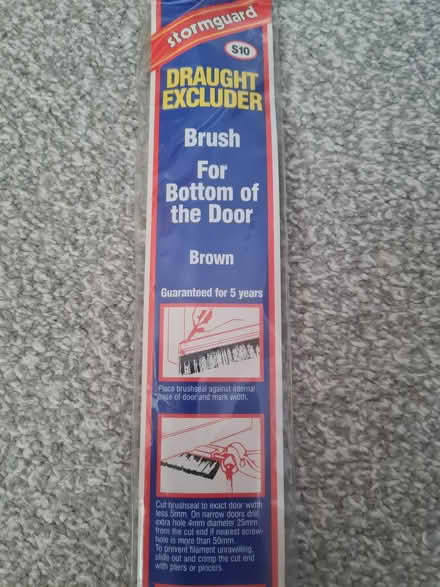 stormguard
S10
DRAUGHT
EXCLUDER
Brush
For
Bottom of
the Door
Brown
Guaranteed for 5 years
Place brushseal against internal
base of door and mark width.
Cut brushseal to exact door width
less 5mm. On narrow doors drill
extra hole 4mm diameter 25mm
from the cut end if nearest screw-
hole is more than 50mm.
To prevent filament unravelling,
slide out and crimp the cut end
with pliers or pincers.